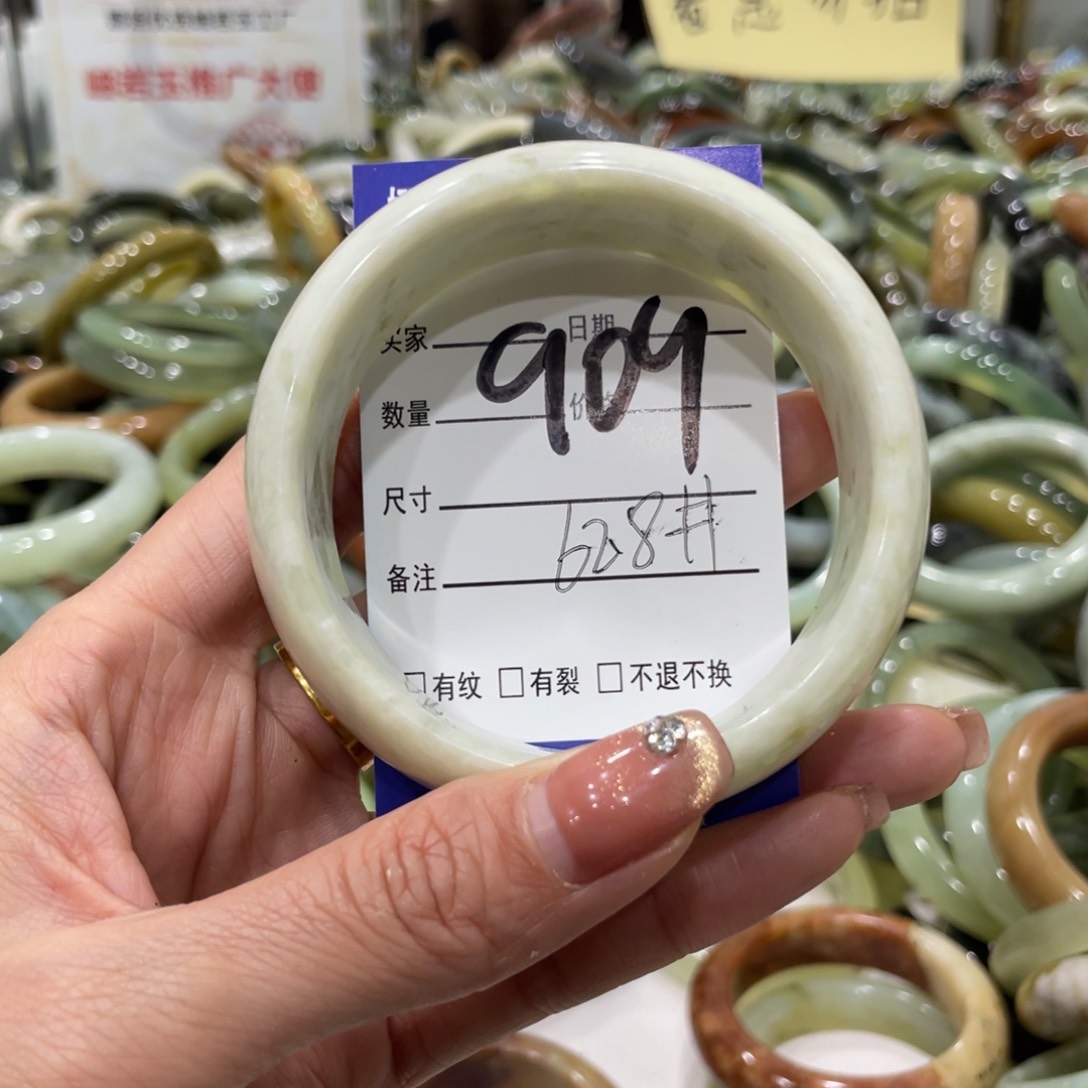 岫岩玉推广大使
买家 日期
909
数量 价格
尺寸
628#
备注
□有纹 □有裂 □不退不换